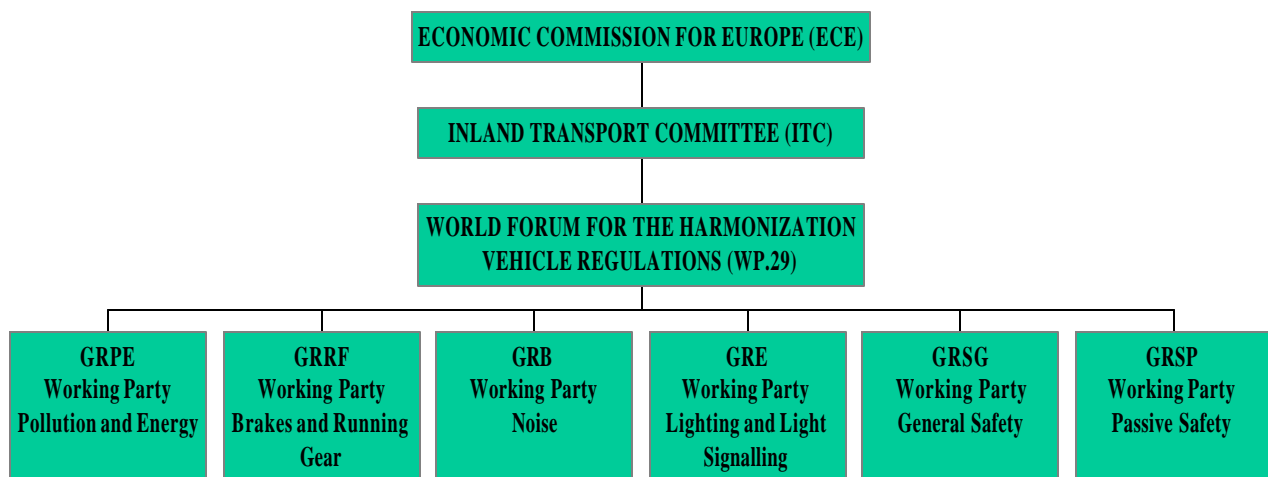 ECONOMIC COMMISSION FOR EUROPE (ECE)
INLAND TRANSPORT COMMITTEE (ITC)
WORLD FORUM FOR THE HARMONIZATION
VEHICLE REGULATIONS (WP.29)
GRPE
Working Party
Pollution and Energy
GRRF
Working Party
Brakes and Running
Gear
GRB
Working Party
Noise
GRE
Working Party
Lighting and Light
Signalling
GRSG
Working Party
General Safety
GRSP
Working Party
Passive Safety